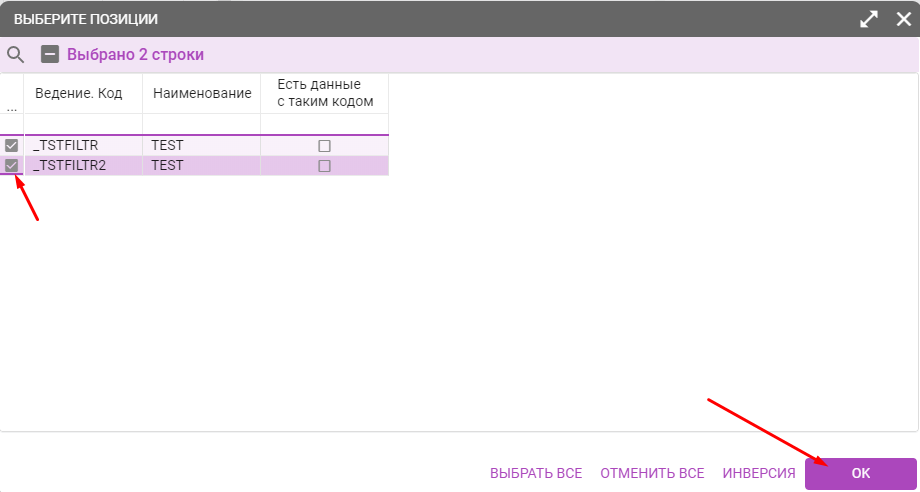 ВЫБЕРИТЕ ПОЗИЦИИ
Выбрано 2 строки
... Ведение. Код Наименование Есть данные
с таким кодом
_TSTFILTR TEST
_TSTFILTR2 TEST
ВЫБРАТЬ ВСЕ ОТМЕНИТЬ ВСЕ ИНВЕРСИЯ ОК